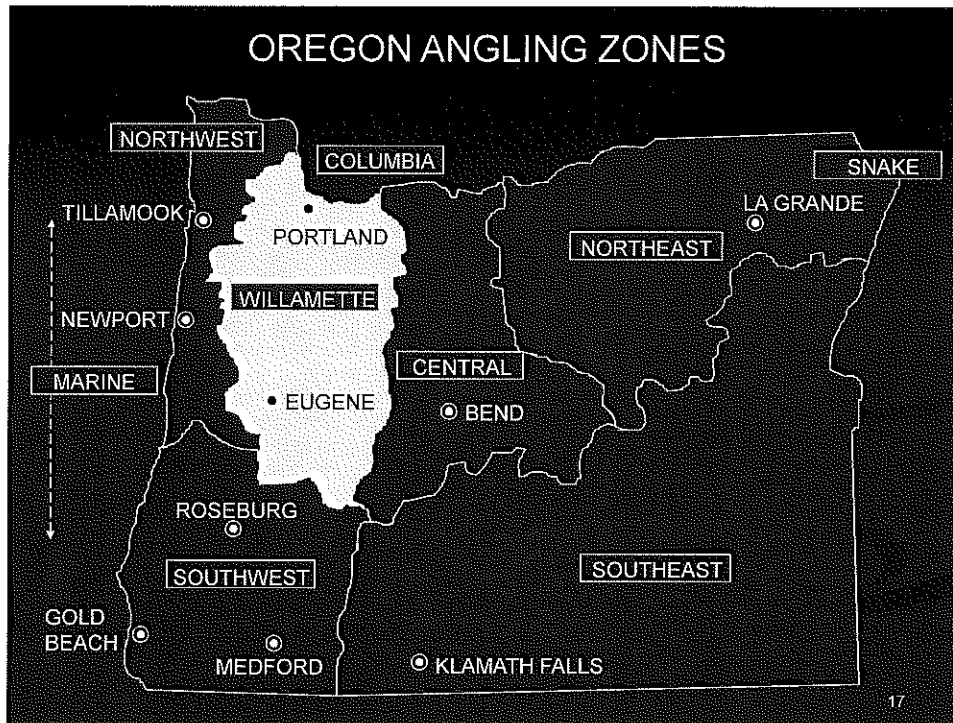 OREGON ANGLING ZONES
NORTHWEST
COLUMBIA
SNAKE
TILLAMOOK
PORTLAND
LA GRANDE
NORTHEAST
WILLAMETTE
NEWPORT
MARINE
CENTRAL
EUGENE
BEND
ROSEBURG
SOUTHWEST
SOUTHEAST
GOLD
BEACH
MEDFORD
KLAMATH FALLS
17